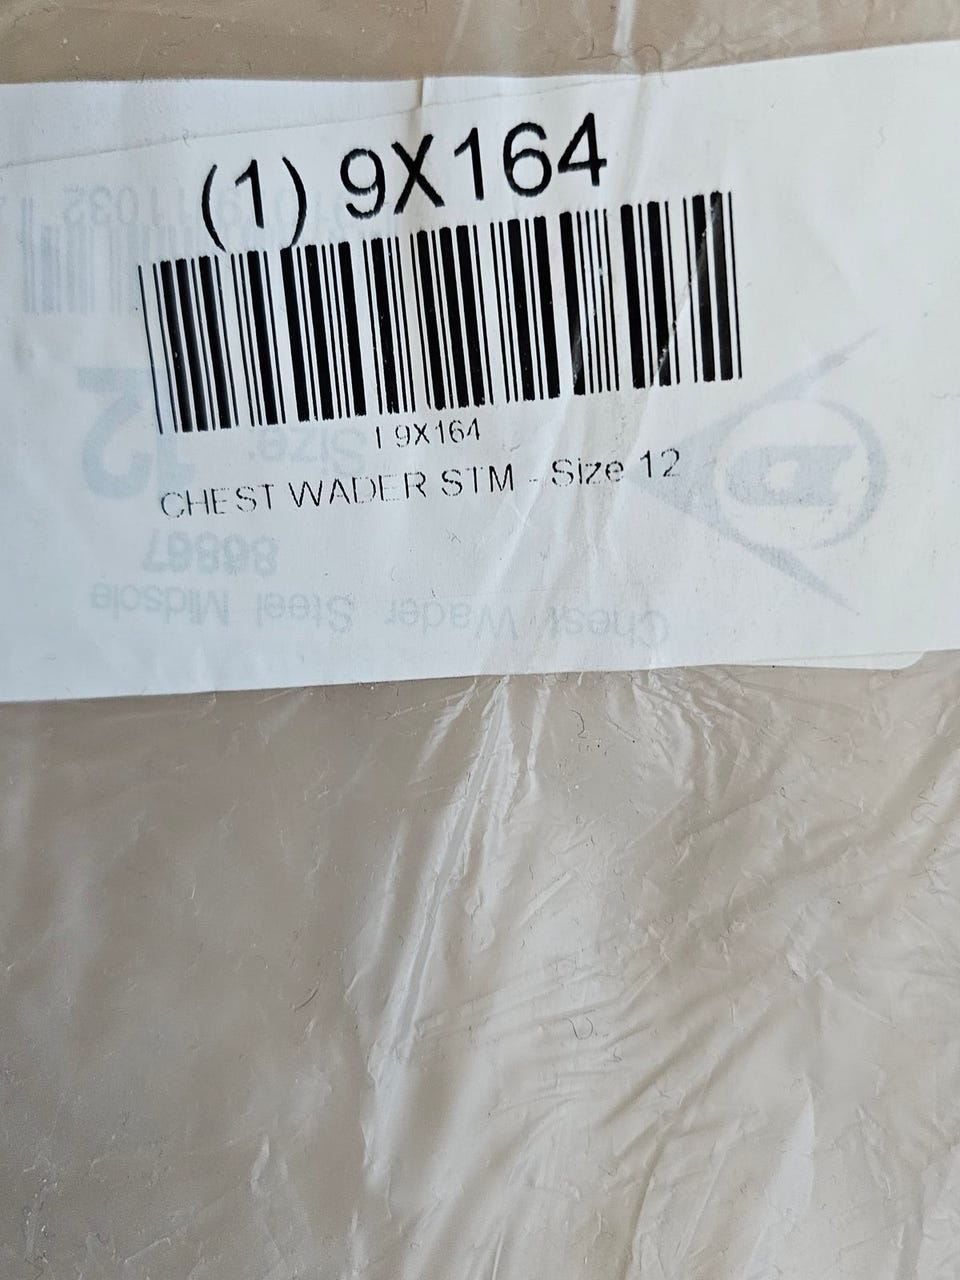 (1) 9X164
I 9X164
CHEST WADER STM - Size 12
Size:
12
86867
Chest Wader Steel Midsole